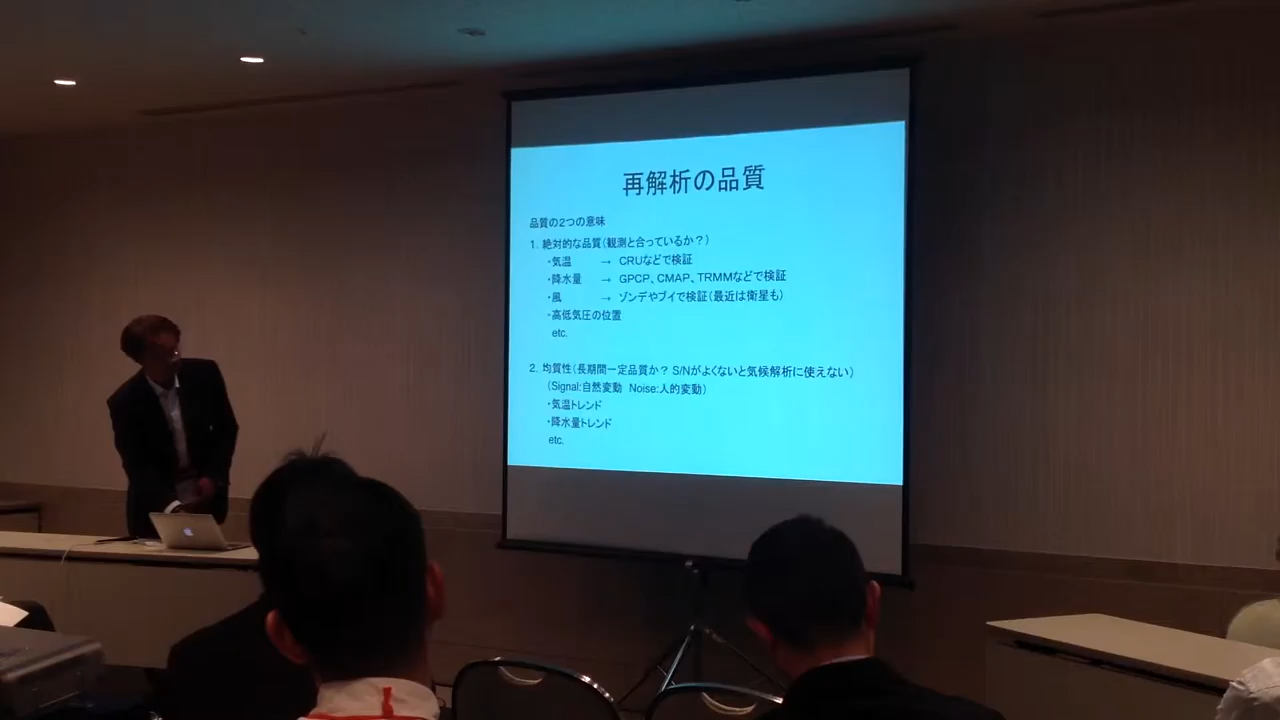 再解析の品質
品質の2つの意味
1. 絶対的な品質(観測と合っているか？)
・気温 → CRUなどで検証
・降水量 → GPCP、CMAP、TRMMなどで検証
・風 → ゾンデやブイで検証(最近は衛星も)
・高低気圧の位置
etc.
2. 均質性(長期間一定品質か？ S/Nがよくないと気候解析に使えない)
(Signal:自然変動 Noise:人的変動)
・気温トレンド
・降水量トレンド
etc.